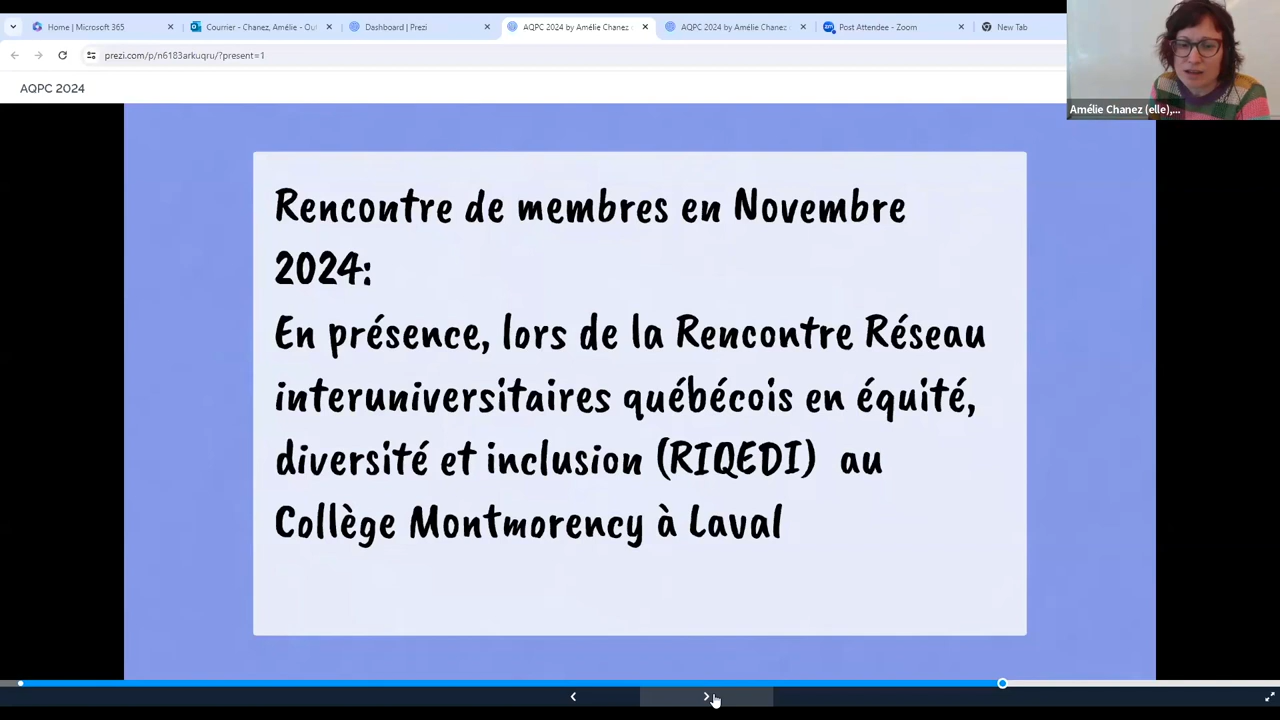 Home | Microsoft 365
Courrier - Chanez, Amélie - Out
Dashboard | Prezi
AQPC 2024 by Amélie Chanez
AQPC 2024 by Amélie Chanez
Post Attendee - Zoom
New Tab
prezi.com/p/n6183arkuqru/?present=1
AQPC 2024
Amélie Chanez (elle),...
Rencontre de membres en Novembre
2024:
En présence, lors de la Rencontre Réseau
interuniversitaires québécois en équité,
diversité et inclusion (RIQEDI) au
Collège Montmorency à Laval